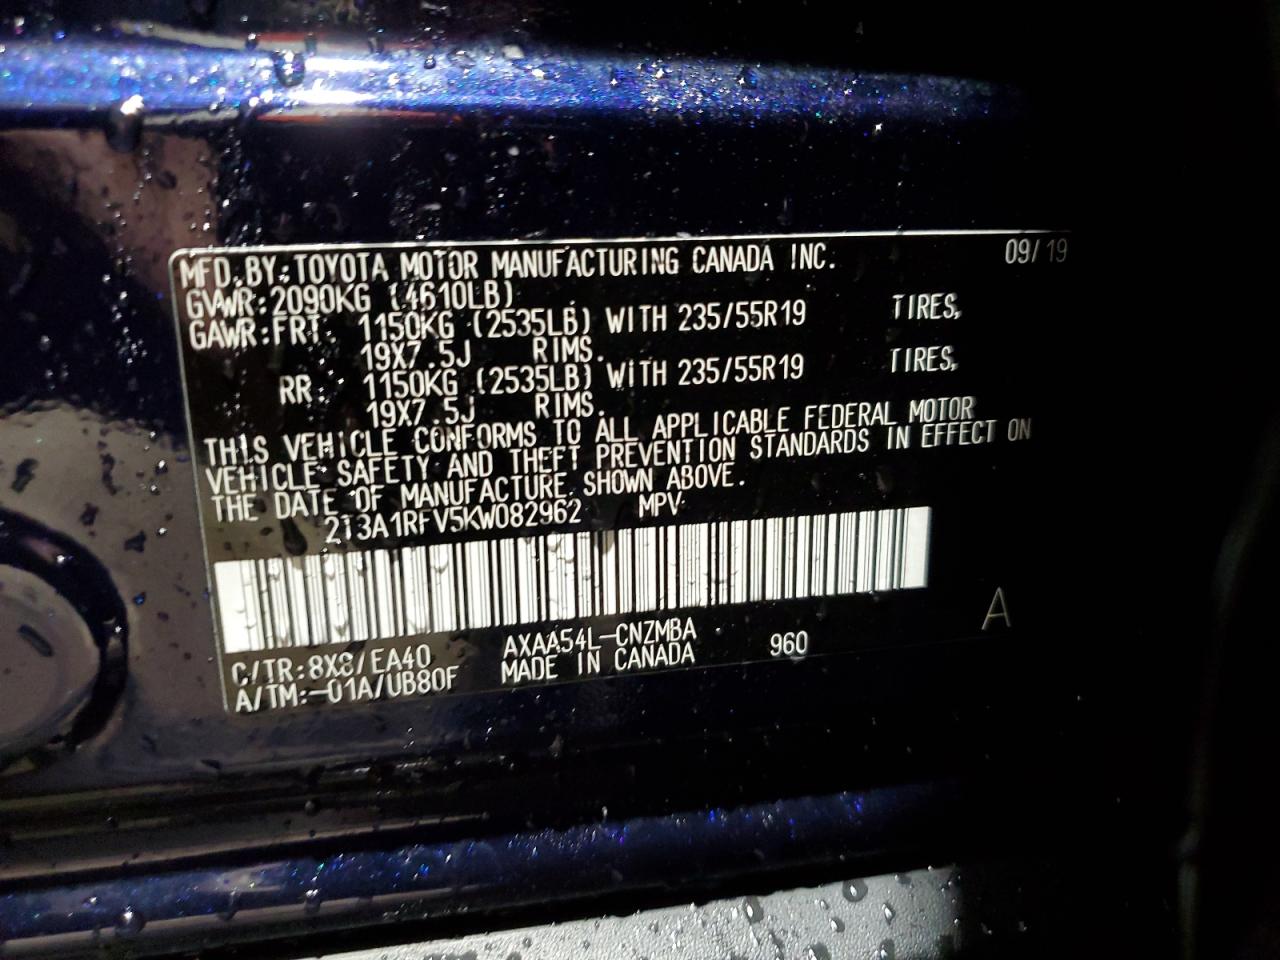 MFD. BY: TOYOTA MOTOR MANUFACTURING CANADA INC. 09/19
GVWR: 2090KG (4610LB)
GAWR: FRT. 1150KG (2535LB) WITH 235/55R19 TIRES,
19X7.5J RIMS.
RR 1150KG (2535LB) WITH 235/55R19 TIRES,
19X7.5J RIMS.
THIS VEHICLE CONFORMS TO ALL APPLICABLE FEDERAL MOTOR
VEHICLE SAFETY AND THEFT PREVENTION STANDARDS IN EFFECT ON
THE DATE OF MANUFACTURE SHOWN ABOVE.
2T3A1RFV5KW082962 MPV
A
C/TR: 8X8/EA40 AXAA54L-CNZMBA 960
A/TM:-01A/UB80F MADE IN CANADA